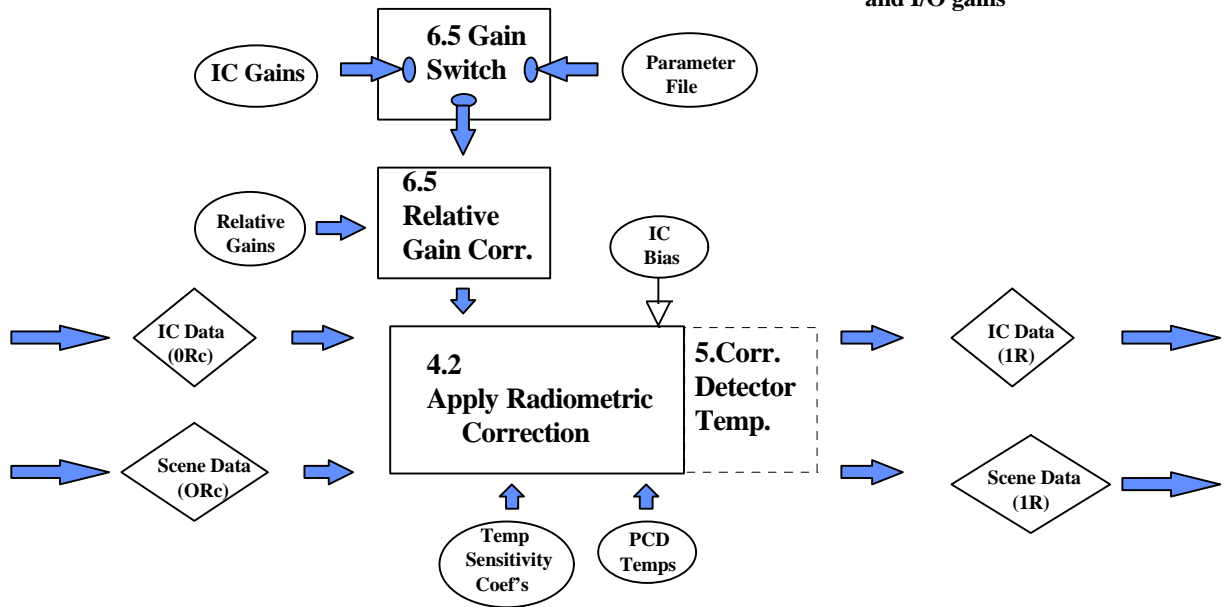 and I/O gains
6.5 Gain
Switch
IC Gains
Parameter
File
6.5
Relative
Gain Corr.
Relative
Gains
IC
Bias
IC Data
(0Rc)
4.2
Apply Radiometric
Correction
5.Corr.
Detector
Temp.
IC Data
(1R)
Scene Data
(ORc)
Scene Data
(1R)
Temp
Sensitivity
Coef's
PCD
Temps